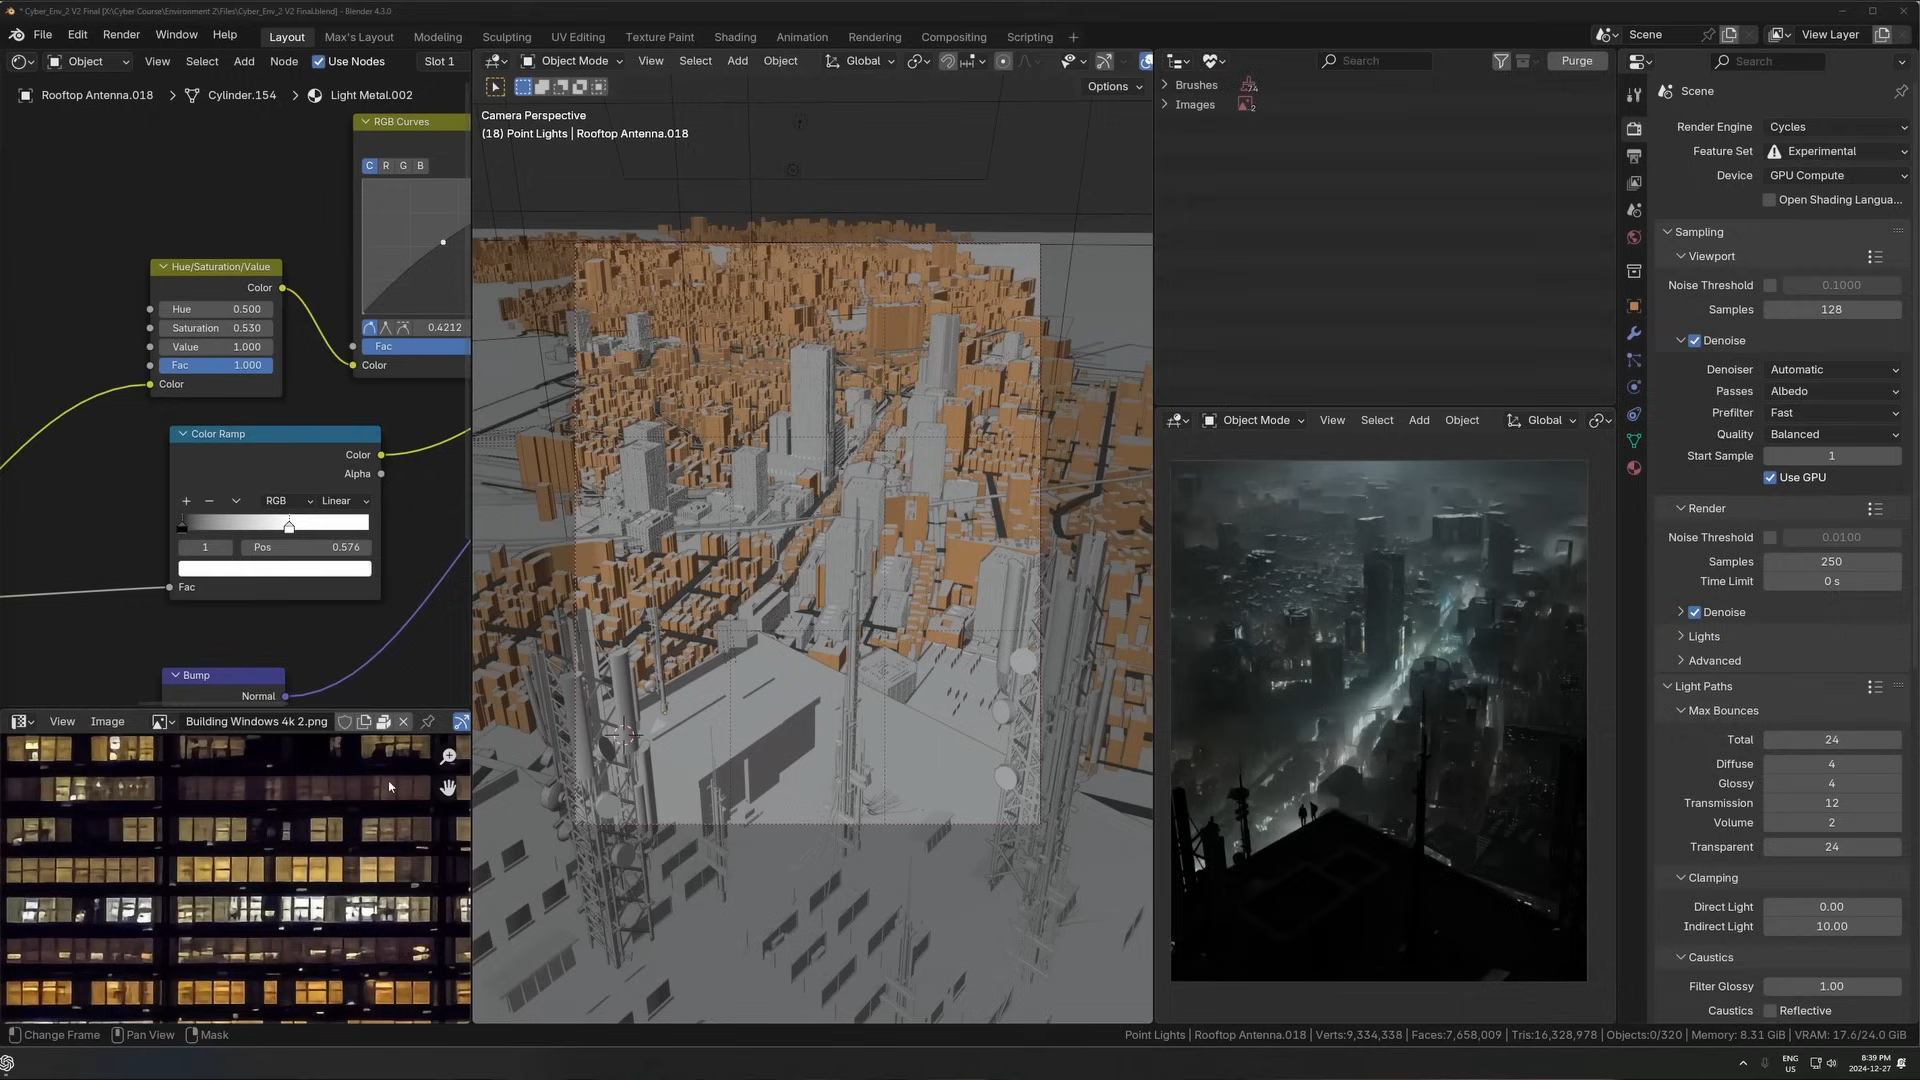 * Cyber_Env_2 V2 Final [X:\Cyber Course\Environment 2\Files\Cyber_Env_2 V2 Final.blend] - Blender 4.3.0
File Edit Render Window Help Layout Max's Layout Modeling Sculpting UV Editing Texture Paint Shading Animation Rendering Compositing Scripting + Scene View Layer
Object View Select Add Node Use Nodes Slot 1
Object Mode View Select Add Object Global
Search Purge
Search
Options
Rooftop Antenna.018 > Cylinder.154 > Light Metal.002
Camera Perspective
(18) Point Lights | Rooftop Antenna.018
Brushes
Images
RGB Curves
C R G B
0.4212
Fac
Color
Hue/Saturation/Value
Color
Hue 0.500
Saturation 0.530
Value 1.000
Fac 1.000
Color
Color Ramp
Color
Alpha
RGB Linear
1 Pos 0.576
Fac
Bump
Normal
View Image Building Windows 4k 2.png
Object Mode View Select Add Object Global
Scene
Render Engine Cycles
Feature Set Experimental
Device GPU Compute
Open Shading Langua...
Sampling
Viewport
Noise Threshold 0.1000
Samples 128
Denoise
Denoiser Automatic
Passes Albedo
Prefilter Fast
Quality Balanced
Start Sample 1
Use GPU
Render
Noise Threshold 0.0100
Samples 250
Time Limit 0 s
Denoise
Lights
Advanced
Light Paths
Max Bounces
Total 24
Diffuse 4
Glossy 4
Transmission 12
Volume 2
Transparent 24
Clamping
Direct Light 0.00
Indirect Light 10.00
Caustics
Filter Glossy 1.00
Caustics Reflective
Change Frame Pan View Mask
Point Lights | Rooftop Antenna.018 | Verts:9,334,338 | Faces:7,658,009 | Tris:16,328,978 | Objects:0/320 | Memory: 8.31 GiB | VRAM: 17.6/24.0 GiB
ENG
US
8:39 PM
2024-12-27